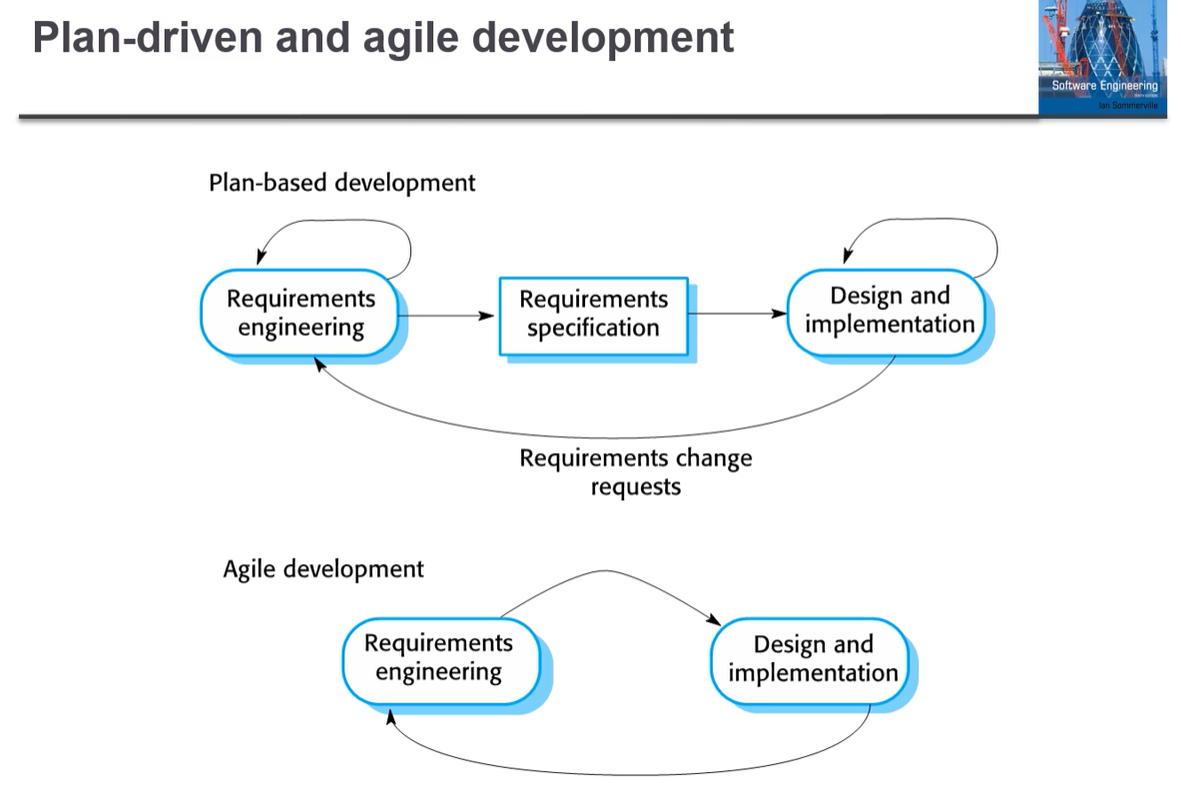 Plan-driven and agile development
Software Engineering
Ian Sommerville
Plan-based development
Requirements
engineering
Requirements
specification
Design and
implementation
Requirements change
requests
Agile development
Requirements
engineering
Design and
implementation